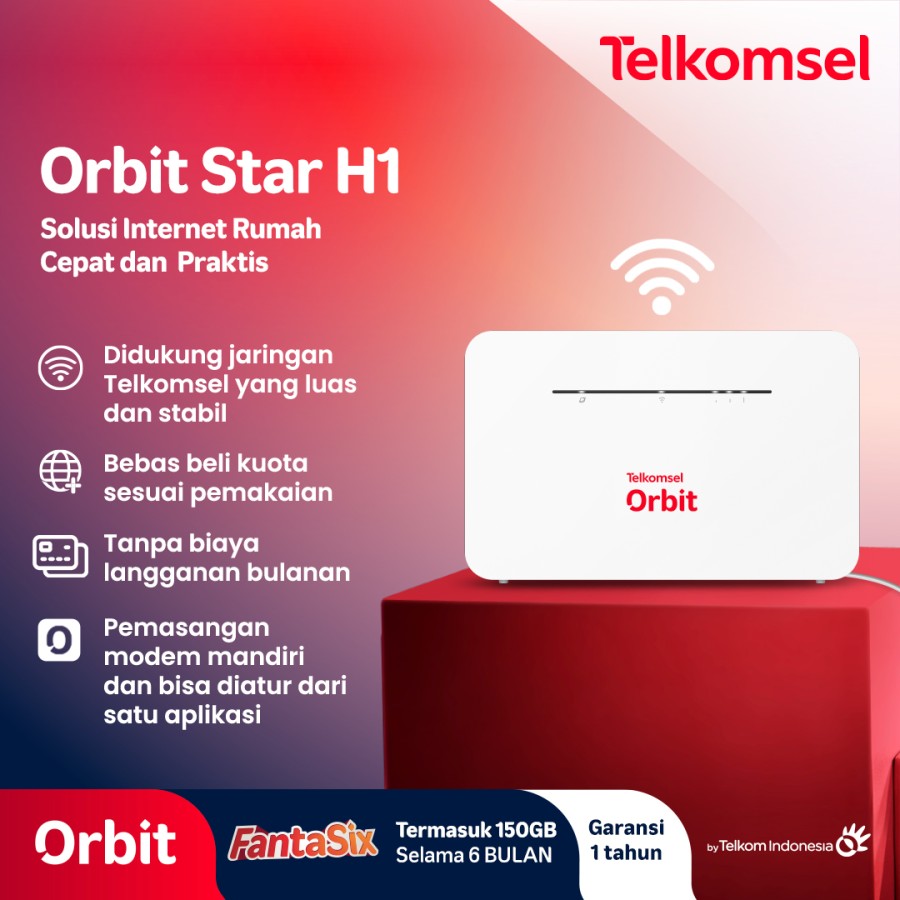 Telkomsel
Orbit Star H1
Solusi Internet Rumah
Cepat dan Praktis
Didukung jaringan
Telkomsel yang luas
dan stabil
Bebas beli kuota
sesuai pemakaian
Tanpa biaya
langganan bulanan
Pemasangan
modem mandiri
dan bisa diatur dari
satu aplikasi
Telkomsel
Orbit
Orbit
FantaSix
Termasuk 150GB
Selama 6 BULAN
Garansi
1 tahun
by Telkom Indonesia